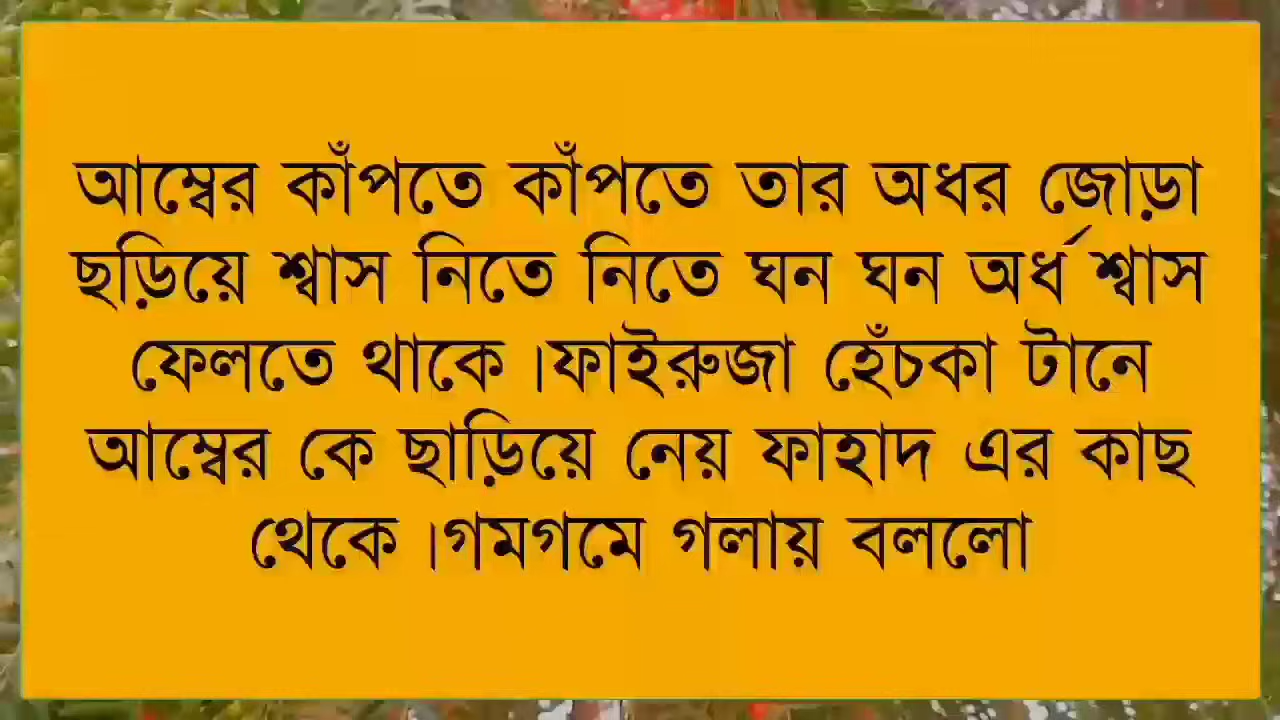 আম্বের কাঁপতে কাঁপতে তার অধর জোড়া
ছড়িয়ে শ্বাস নিতে নিতে ঘন ঘন অর্ধ শ্বাস
ফেলতে থাকে।ফাইরুজা হেঁচকা টানে
আম্বের কে ছাড়িয়ে নেয় ফাহাদ এর কাছ
থেকে।গমগমে গলায় বললো